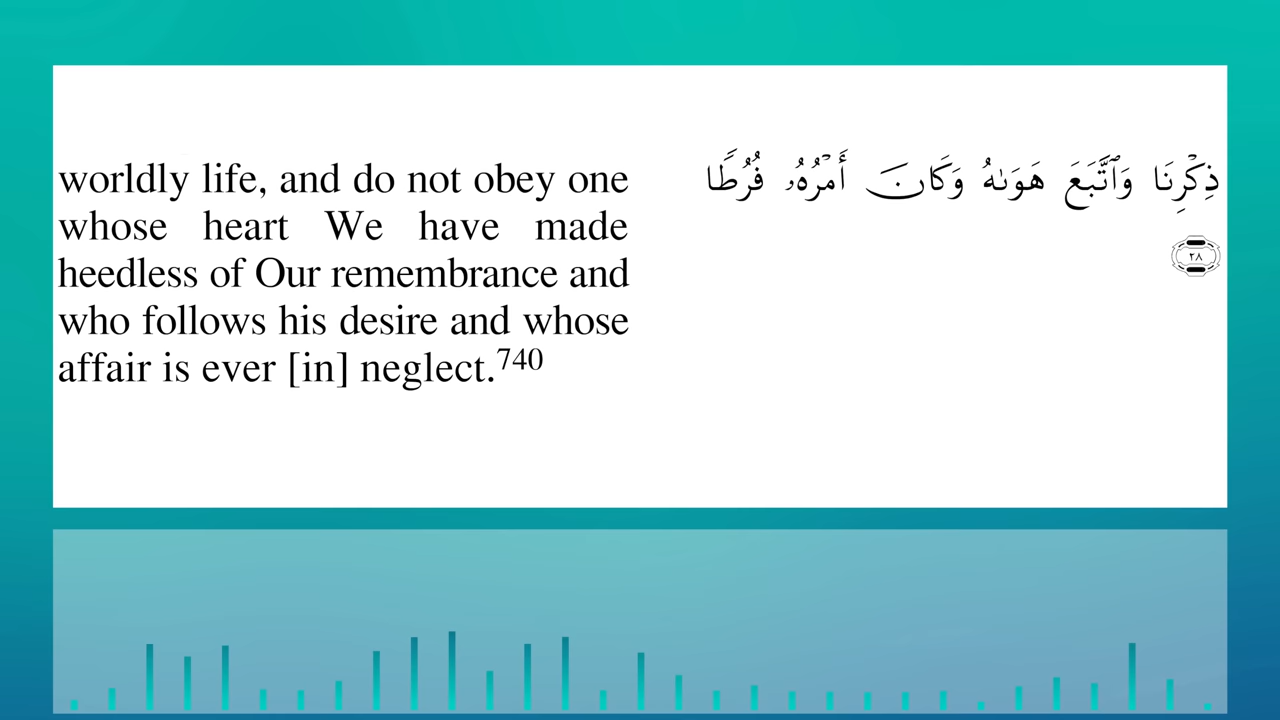 worldly life, and do not obey one
whose heart We have made
heedless of Our remembrance and
who follows his desire and whose
affair is ever [in] neglect.740
ذِكْرِنَا وَٱتَّبَعَ هَوَىٰهُ وَكَانَ أَمْرُهُۥ فُرُطًا
٢٨